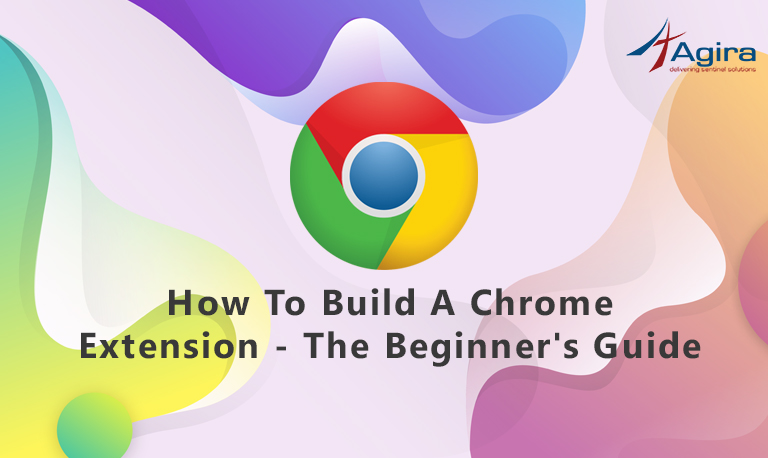 Agira
delivering sentinel solutions
How To Build A Chrome
Extension - The Beginner's Guide